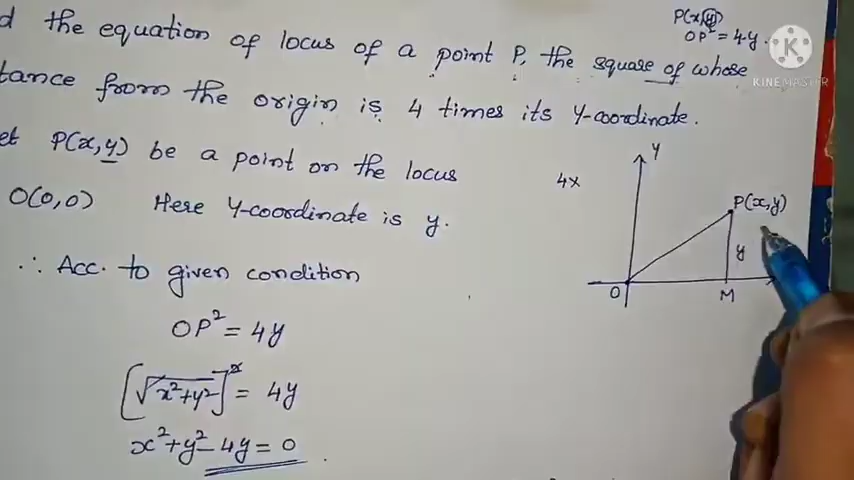 P(x,y)
OP² = 4y.
K
KINEMASTER
d the equation of locus of a point P, the square of whose
tance from the origin is 4 times its Y-coordinate.
et P(x,y) be a point on the locus
O(0,0) Here Y-coordinate is y.
4x
Y
P(x,y)
y
O
M
∴ Acc. to given condition
OP² = 4y
[√x²+y²]² = 4y
x²+y²-4y = 0